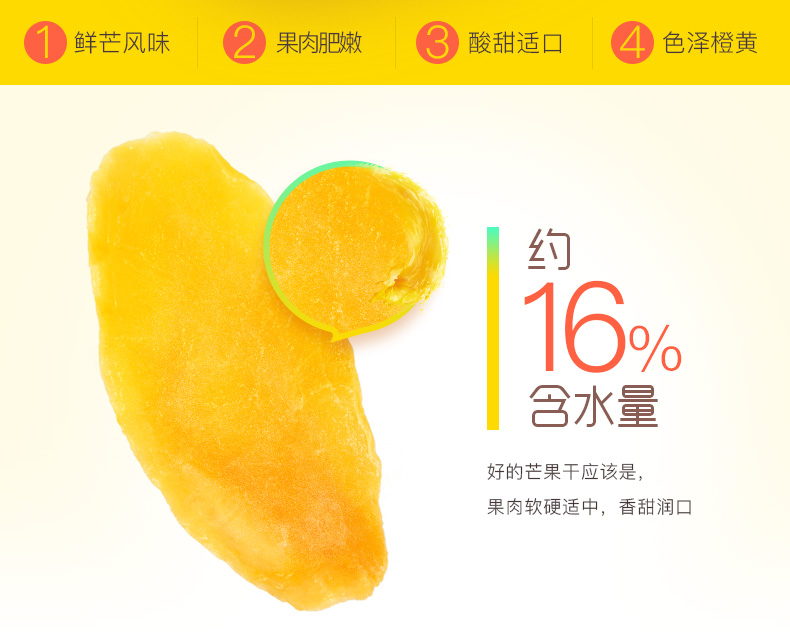 1 鲜芒风味
2 果肉肥嫩
3 酸甜适口
4 色泽橙黄
约
16%
含水量
好的芒果干应该是，
果肉软硬适中，香甜润口